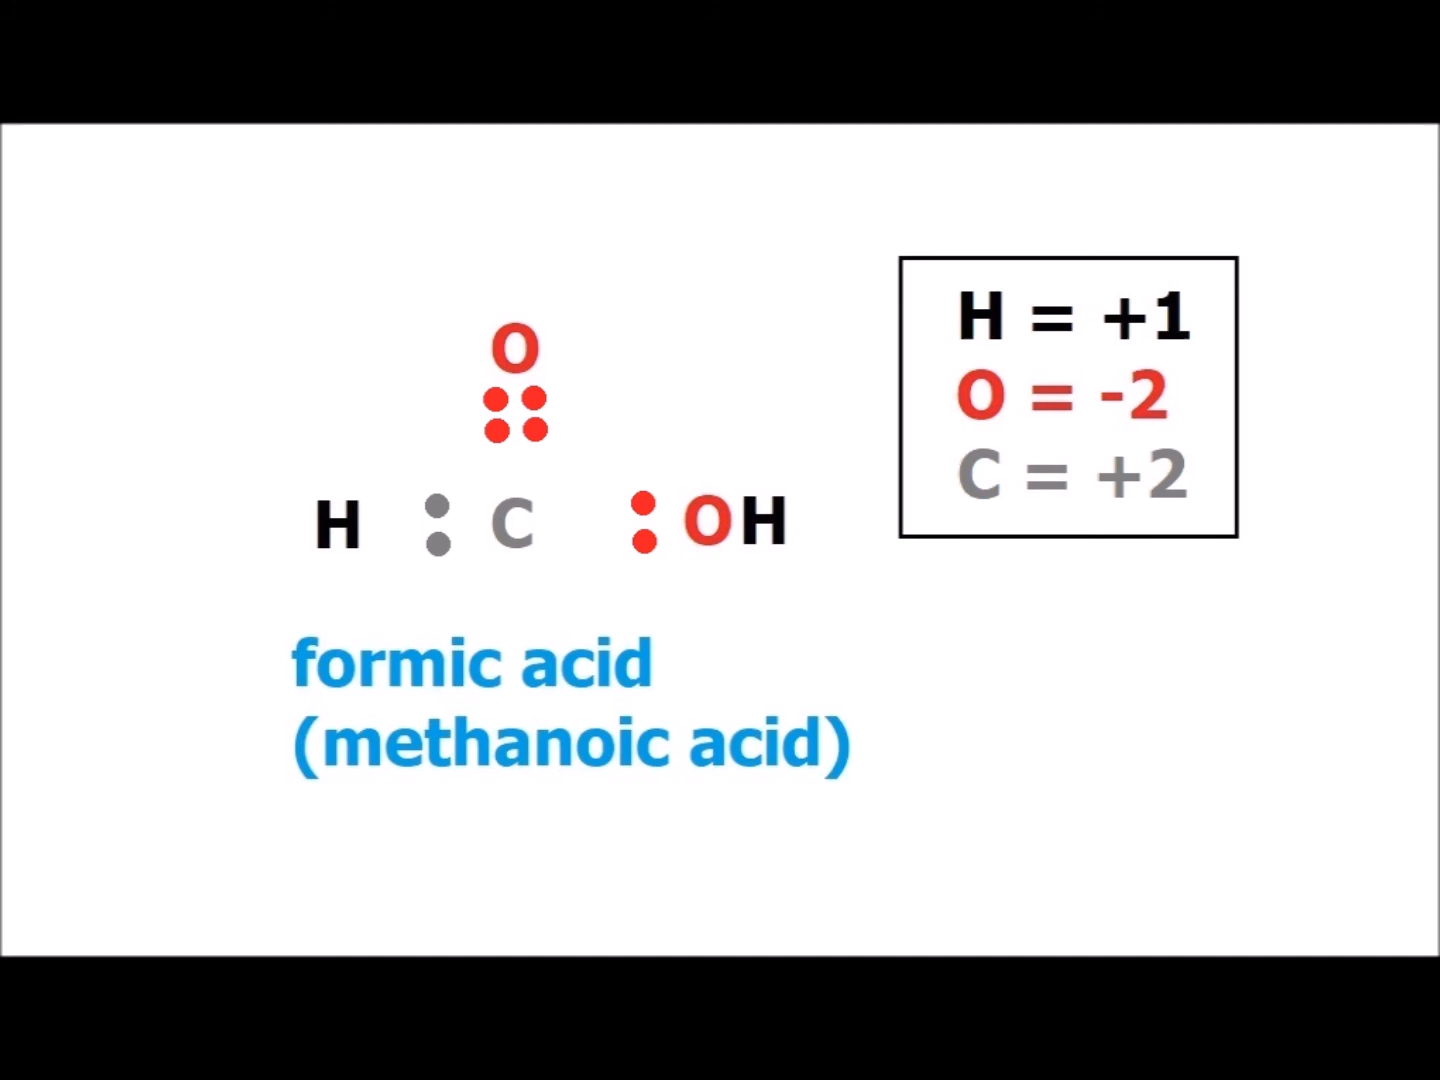 O
H : C : OH
formic acid
(methanoic acid)
H = +1
O = -2
C = +2